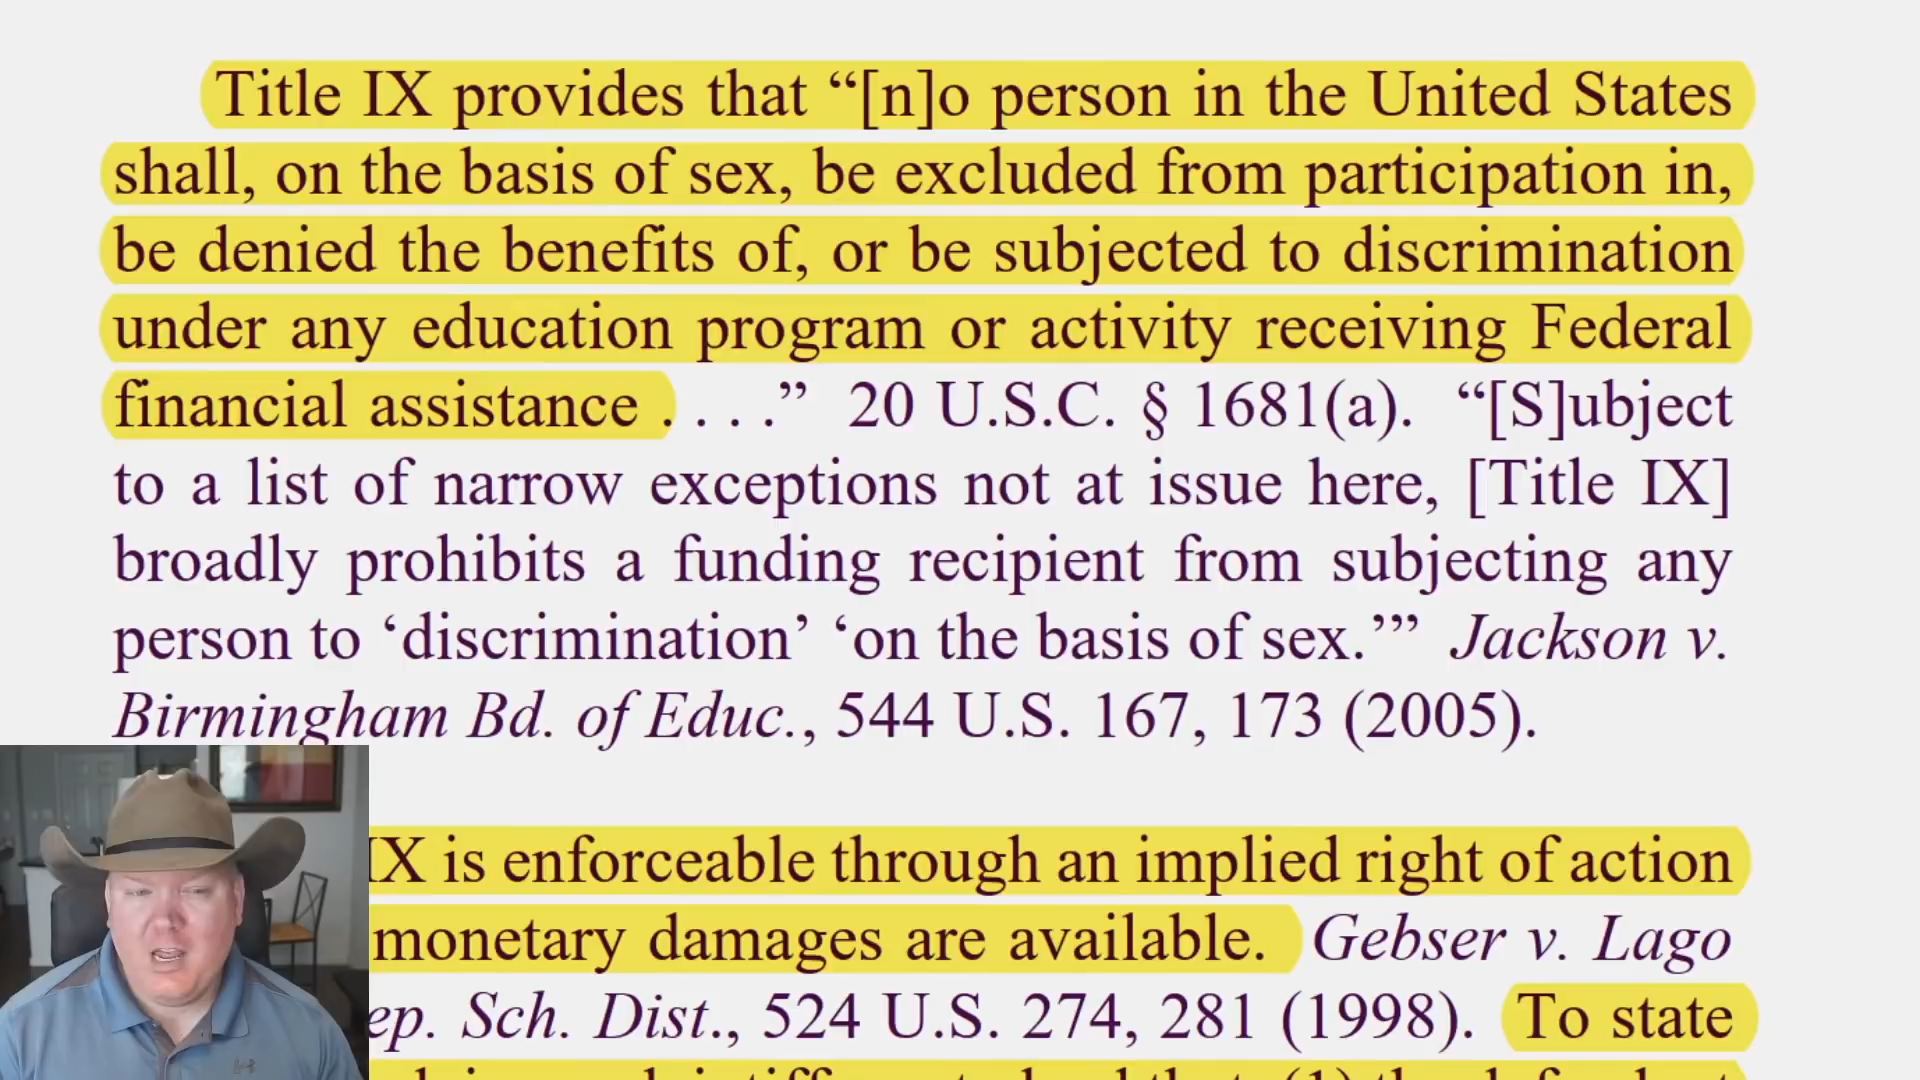 Title IX provides that “[n]o person in the United States
shall, on the basis of sex, be excluded from participation in,
be denied the benefits of, or be subjected to discrimination
under any education program or activity receiving Federal
financial assistance . . . .” 20 U.S.C. § 1681(a). “[S]ubject
to a list of narrow exceptions not at issue here, [Title IX]
broadly prohibits a funding recipient from subjecting any
person to ‘discrimination’ ‘on the basis of sex.’” Jackson v.
Birmingham Bd. of Educ., 544 U.S. 167, 173 (2005).
IX is enforceable through an implied right of action
monetary damages are available. Gebser v. Lago
ep. Sch. Dist., 524 U.S. 274, 281 (1998). To state